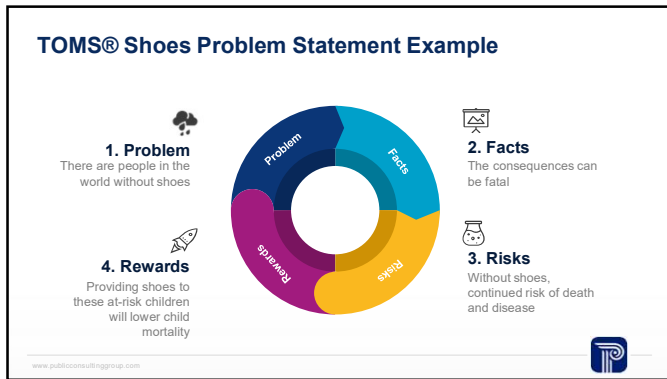 TOMS® Shoes Problem Statement Example
1. Problem
There are people in the
world without shoes
Problem
Facts
2. Facts
The consequences can
be fatal
4. Rewards
Providing shoes to
these at-risk children
will lower child
mortality
Rewards
Risks
3. Risks
Without shoes,
continued risk of death
and disease
www.publicconsultinggroup.com